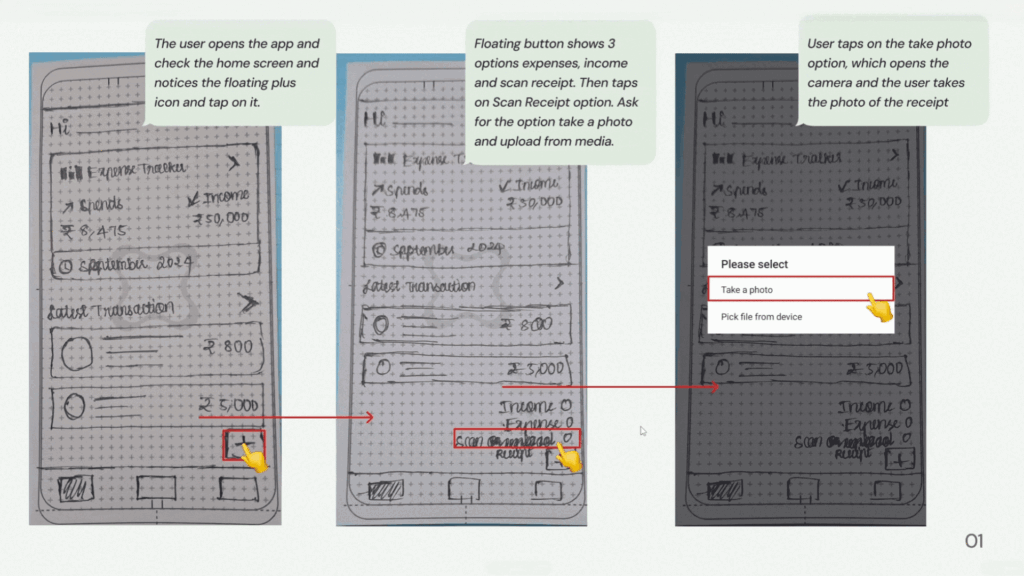 The user opens the app and
check the home screen and
notices the floating plus
icon and tap on it.
Hi
Expense Tracker
Spends
Income
₹ 8,475
₹50,000
September 2024
Latest Transaction
₹ 800
₹ 5,000
Floating button shows 3
options expenses, income
and scan receipt. Then taps
on Scan Receipt option. Ask
for the option take a photo
and upload from media.
Hi
Expense
Spends
Income
₹ 8,475
₹30,000
September 2024
Latest Transaction
₹ 800
₹ 5,000
Income
Expense
Scan
Receipt
User taps on the take photo
option, which opens the
camera and the user takes
the photo of the receipt
Hi
Expense Tracker
Spends
Income
₹ 8,475
₹30,000
Please select
Take a photo
Pick file from device
₹ 5,000
Income
Expense
Scan
Receipt
01